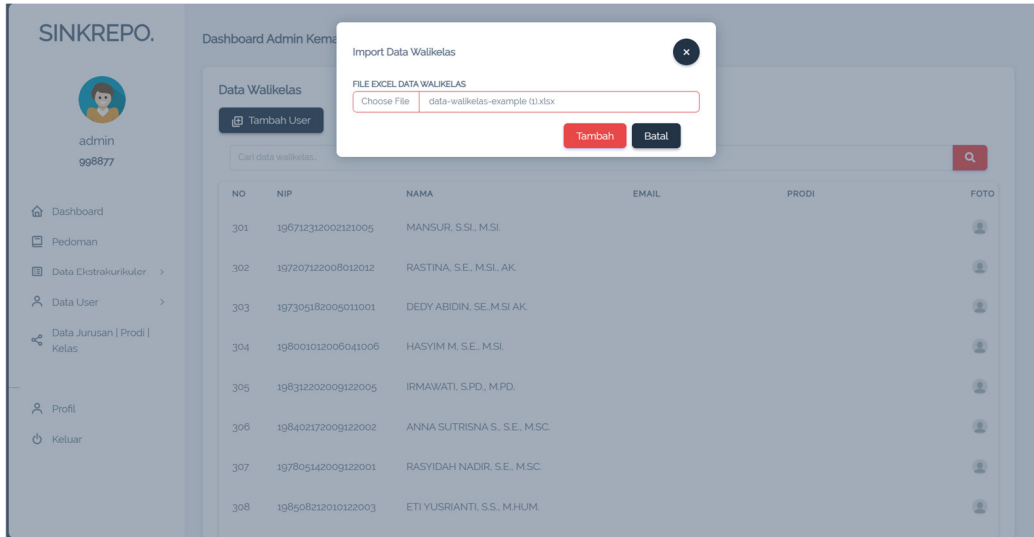 SINKREPO.
admin
998877
Dashboard
Pedoman
Data Ekstrakurikuler >
Data User >
Data Jurusan | Prodi |
Kelas
Profil
Keluar
Dashboard Admin Kema
Data Walikelas
Tambah User
Cari data walikelas..
Import Data Walikelas
×
FILE EXCEL DATA WALIKELAS
Choose File data-walikelas-example (1).xlsx
Tambah Batal
NO NIP NAMA EMAIL PRODI FOTO
301 196712312002121005 MANSUR, S.SI., M.SI.
302 197207122008012012 RASTINA, S.E., M.SI., AK.
303 197305182005011001 DEDY ABIDIN, SE.,M.SI AK.
304 198001012006041006 HASYIM M, S.E., M.SI.
305 198312202009122005 IRMAWATI, S.PD., M.PD.
306 198402172009122002 ANNA SUTRISNA S., S.E., M.SC.
307 197805142009122001 RASYIDAH NADIR, S.E., M.SC.
308 198508212010122003 ETI YUSRIANTI, S.S., M.HUM.